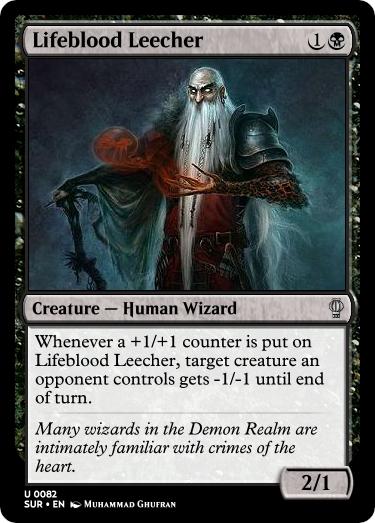 Lifeblood Leecher 1
Creature — Human Wizard
Whenever a +1/+1 counter is put on
Lifeblood Leecher, target creature an
opponent controls gets -1/-1 until end
of turn.
Many wizards in the Demon Realm are
intimately familiar with crimes of the
heart.
2/1
U 0082
SUR • EN Muhammad Ghufran